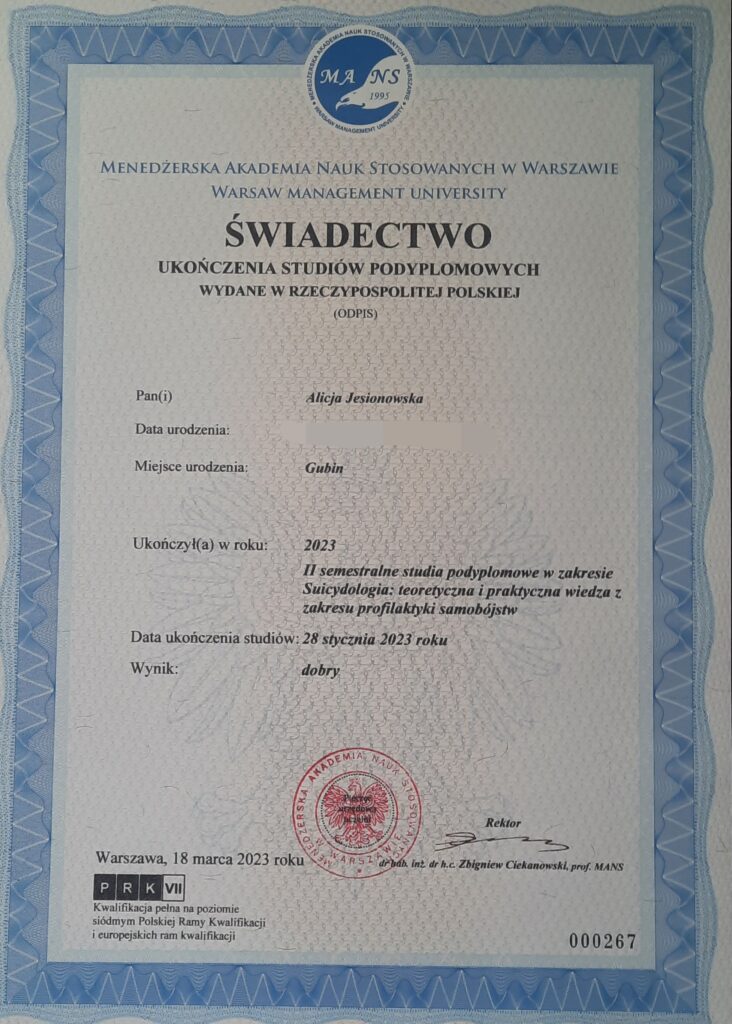 MENEDŻERSKA AKADEMIA NAUK STOSOWANYCH W WARSZAWIE
WARSAW MANAGEMENT UNIVERSITY
MANS
1995
MENEDŻERSKA AKADEMIA NAUK STOSOWANYCH W WARSZAWIE
WARSAW MANAGEMENT UNIVERSITY
ŚWIADECTWO
UKOŃCZENIA STUDIÓW PODYPLOMOWYCH
WYDANE W RZECZYPOSPOLITEJ POLSKIEJ
(ODPIS)
Pan(i) Alicja Jesionowska
Data urodzenia:
Miejsce urodzenia: Gubin
Ukończył(a) w roku: 2023
II semestralne studia podyplomowe w zakresie
Suicydologia: teoretyczna i praktyczna wiedza z
zakresu profilaktyki samobójstw
Data ukończenia studiów: 28 stycznia 2023 roku
Wynik: dobry
MENEDŻERSKA AKADEMIA NAUK STOSOWANYCH
W WARSZAWIE
Rektor
dr hab. inż. dr h.c. Zbigniew Ciekanowski, prof. MANS
Warszawa, 18 marca 2023 roku
PRK VII
Kwalifikacja pełna na poziomie
siódmym Polskiej Ramy Kwalifikacji
i europejskich ram kwalifikacji
000267